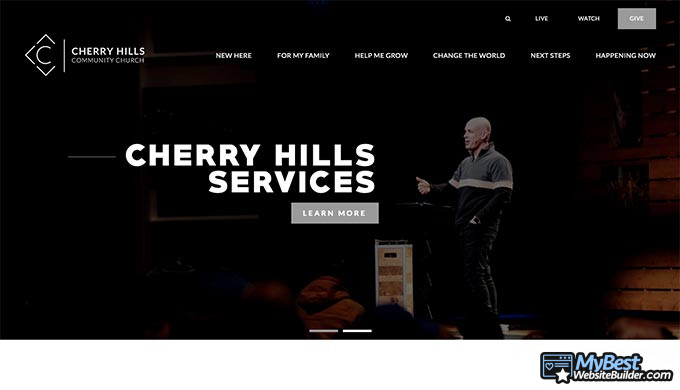 LIVE WATCH GIVE
C
CHERRY HILLS
COMMUNITY CHURCH
NEW HERE FOR MY FAMILY HELP ME GROW CHANGE THE WORLD NEXT STEPS HAPPENING NOW
CHERRY HILLS
SERVICES
LEARN MORE
MyBest
WebsiteBuilder.com